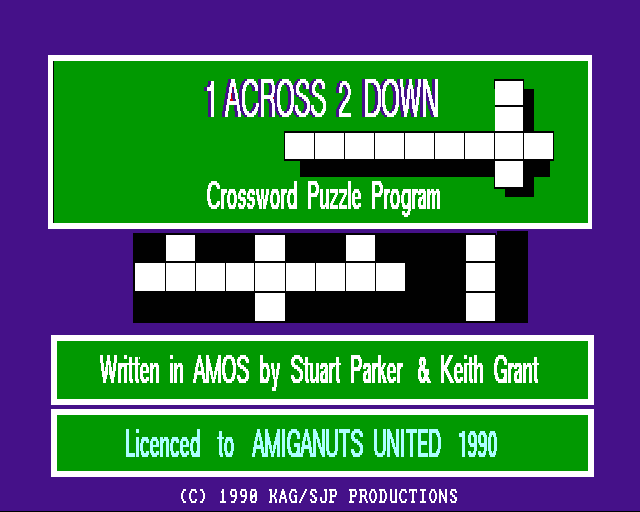 1 ACROSS 2 DOWN
Crossword Puzzle Program
Written in AMOS by Stuart Parker & Keith Grant
Licenced to AMIGANUTS UNITED 1990
(C) 1990 KAG/SJP PRODUCTIONS